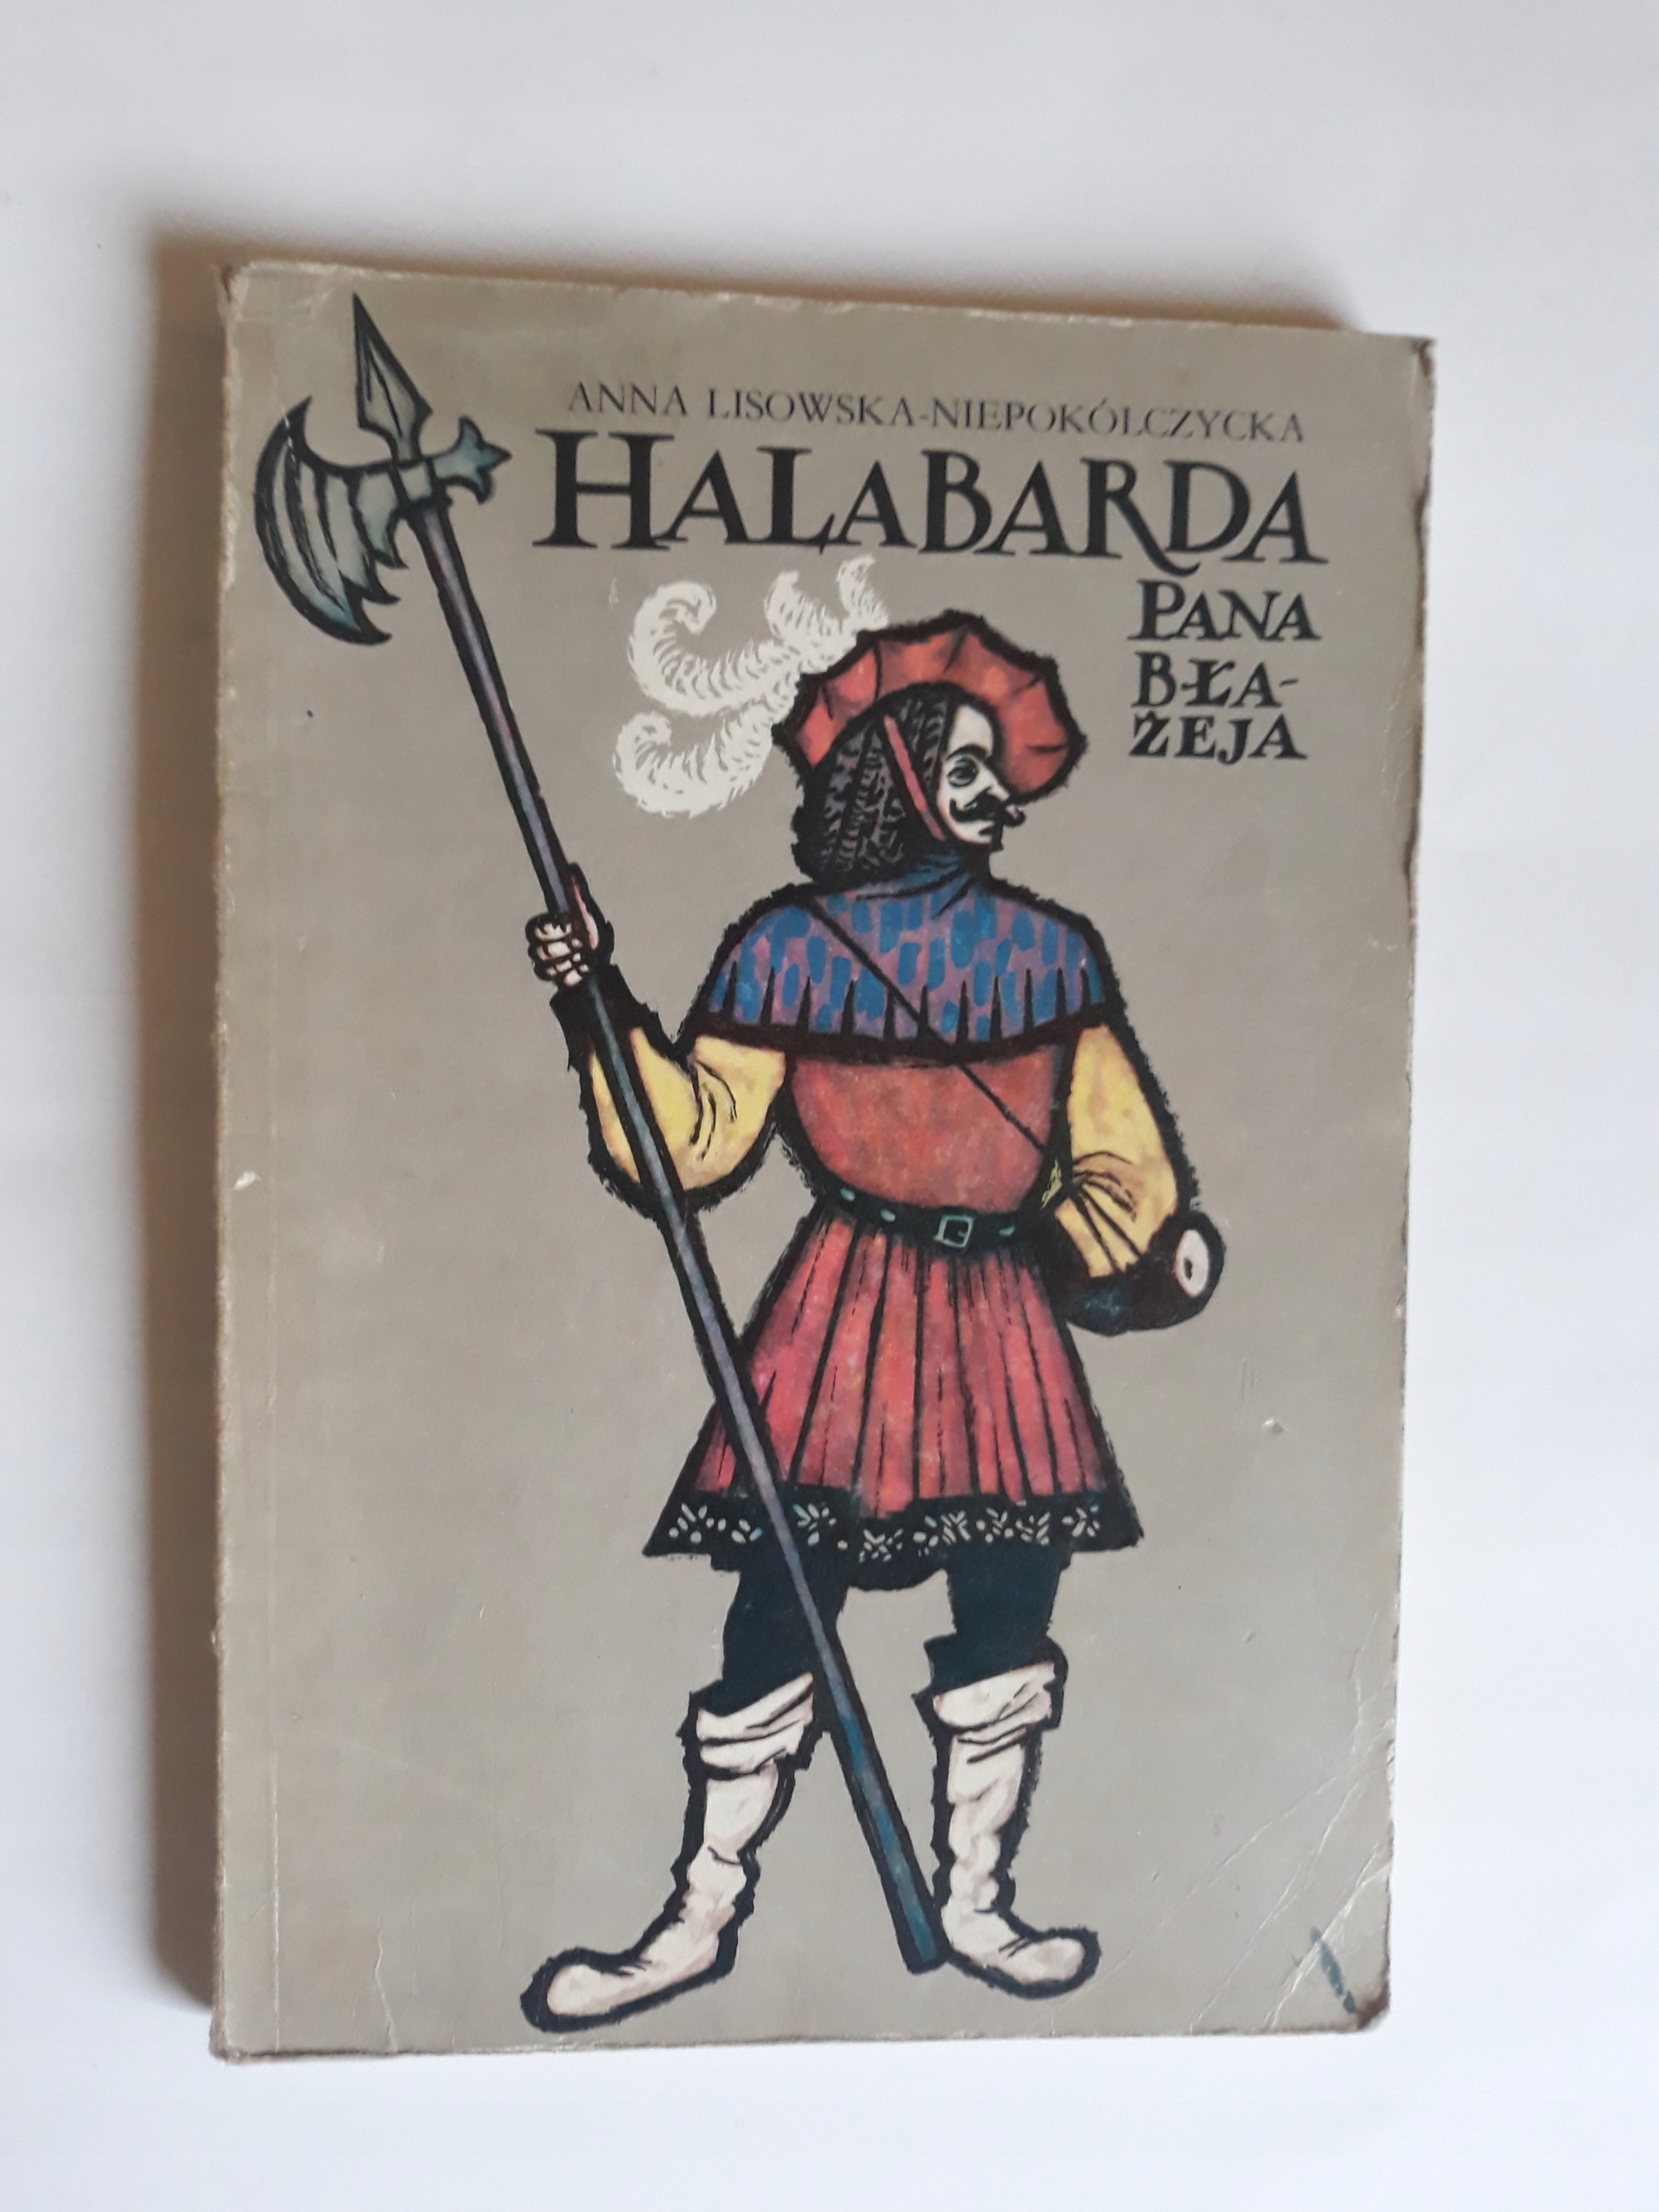 ANNA LISOWSKA-NIEPOKÓLCZYCKA
HALABARDA
PANA
BŁA-
ŻEJA